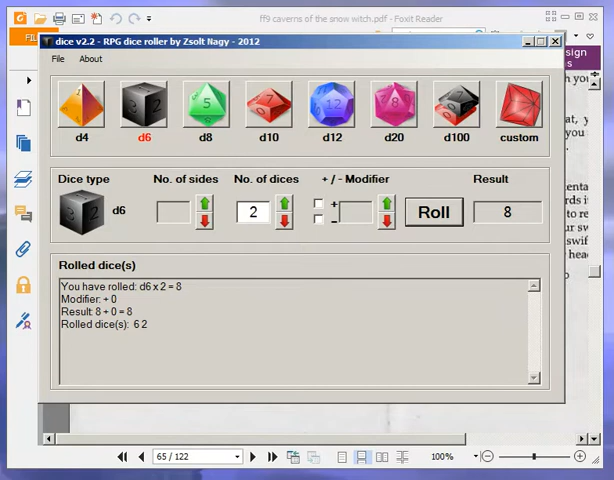 ff9 caverns of the snow witch.pdf - Foxit Reader
dice v2.2 - RPG dice roller by Zsolt Nagy - 2012
File About
d4 d6 d8 d10 d12 d20 d100 custom
Dice type No. of sides No. of dices + / - Modifier Result
d6 2 + - Roll 8
Rolled dice(s)
You have rolled: d6 x 2 = 8
Modifier: + 0
Result: 8 + 0 = 8
Rolled dice(s): 6 2
65 / 122 100%